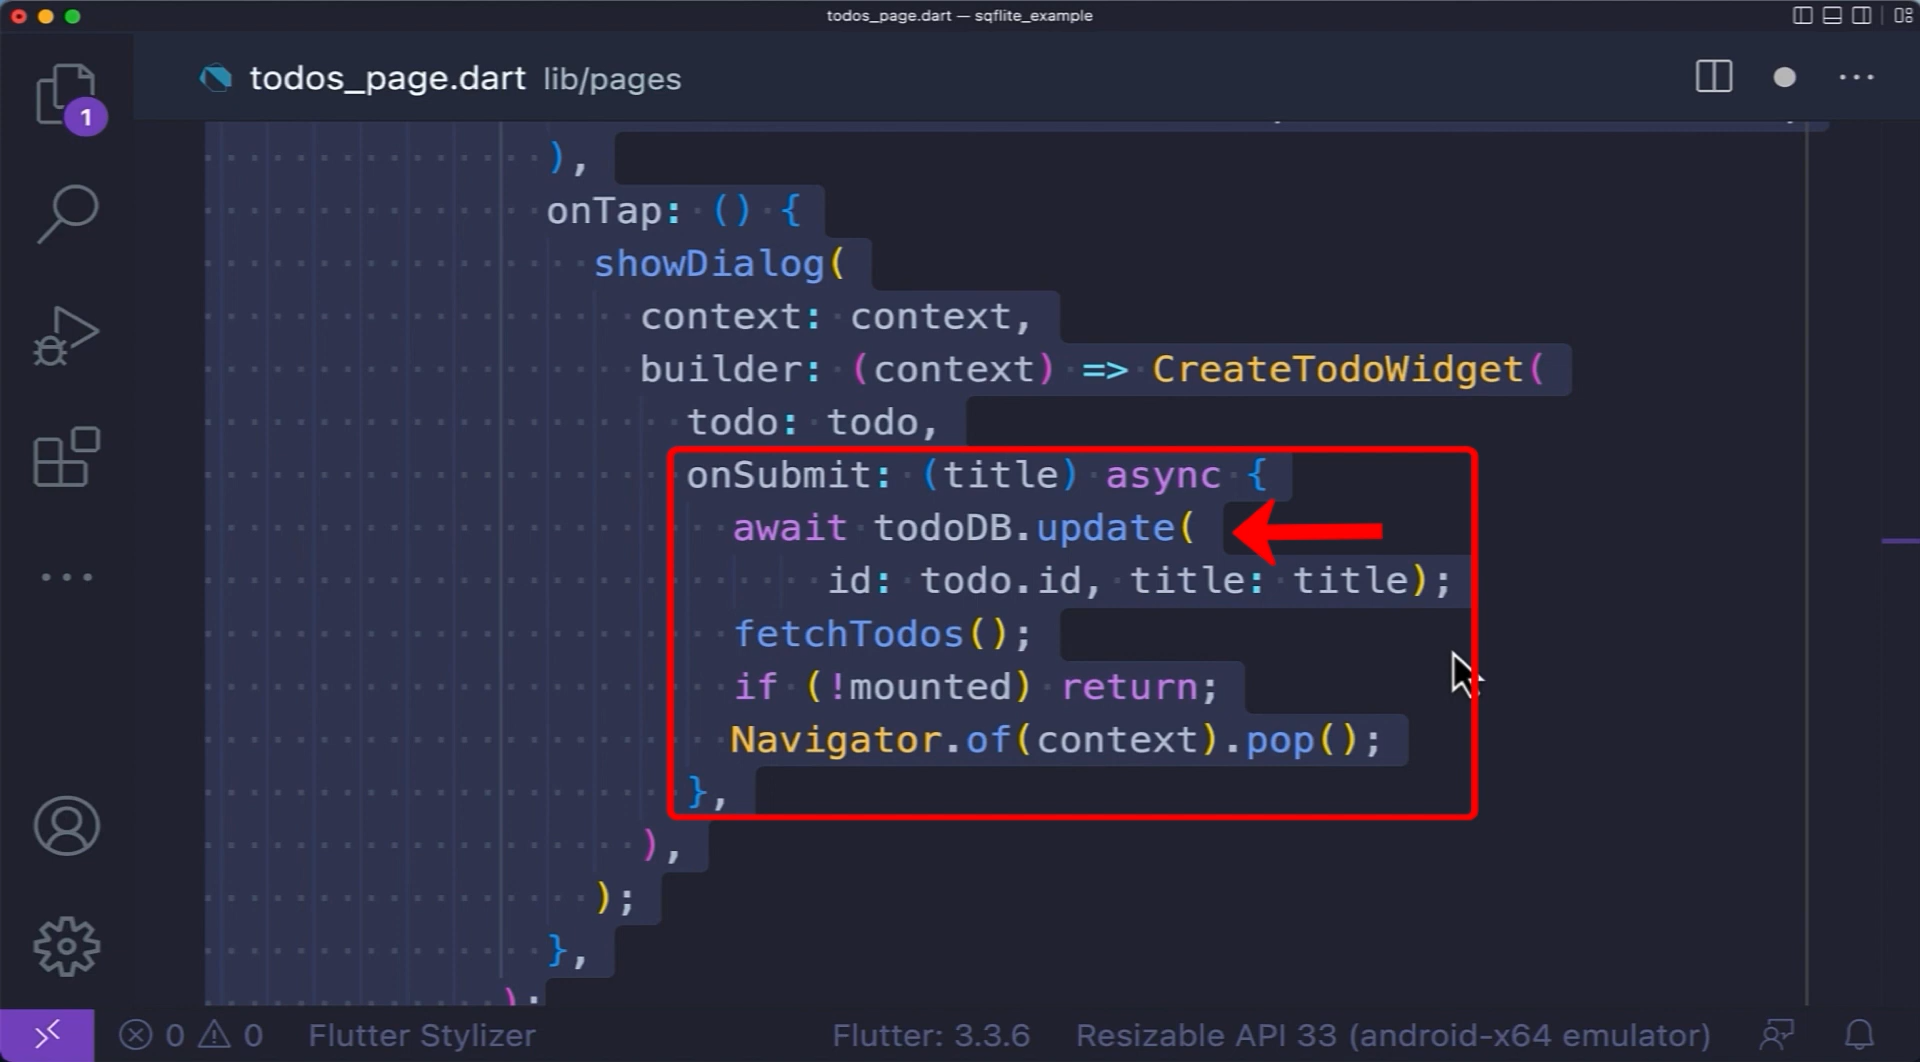 todos_page.dart — sqflite_example
todos_page.dart lib/pages
1
),
onTap: () {
showDialog(
context: context,
builder: (context) => CreateTodoWidget(
todo: todo,
onSubmit: (title) async {
await todoDB.update(
id: todo.id, title: title);
fetchTodos();
if (!mounted) return;
Navigator.of(context).pop();
},
),
);
},
);
0 0 Flutter Stylizer Flutter: 3.3.6 Resizable API 33 (android-x64 emulator)